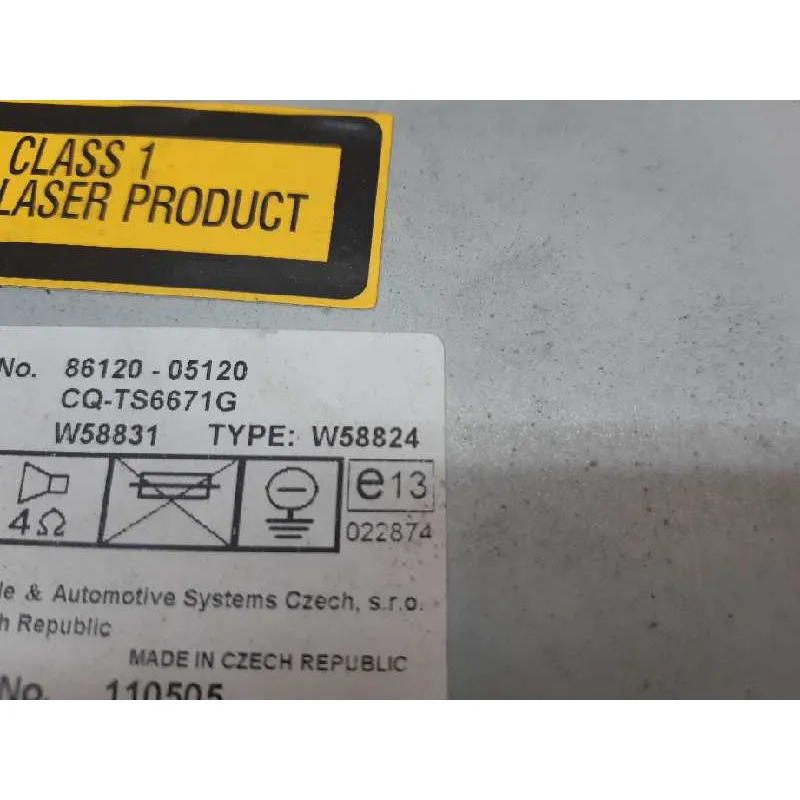 CLASS 1
LASER PRODUCT
No. 86120 - 05120
CQ-TS6671G
W58831 TYPE: W58824
4Ω
e13
022874
& Automotive Systems Czech, s.r.o.
Republic
MADE IN CZECH REPUBLIC
No. 110505